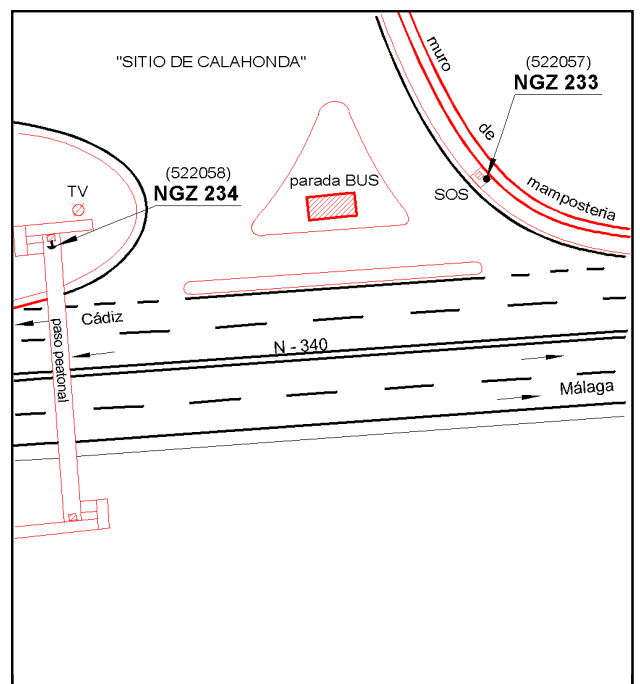 "SITIO DE CALAHONDA"
muro
de
mamposteria
(522057)
NGZ 233
(522058)
NGZ 234
TV
parada BUS
SOS
Cádiz
paso peatonal
N - 340
Málaga